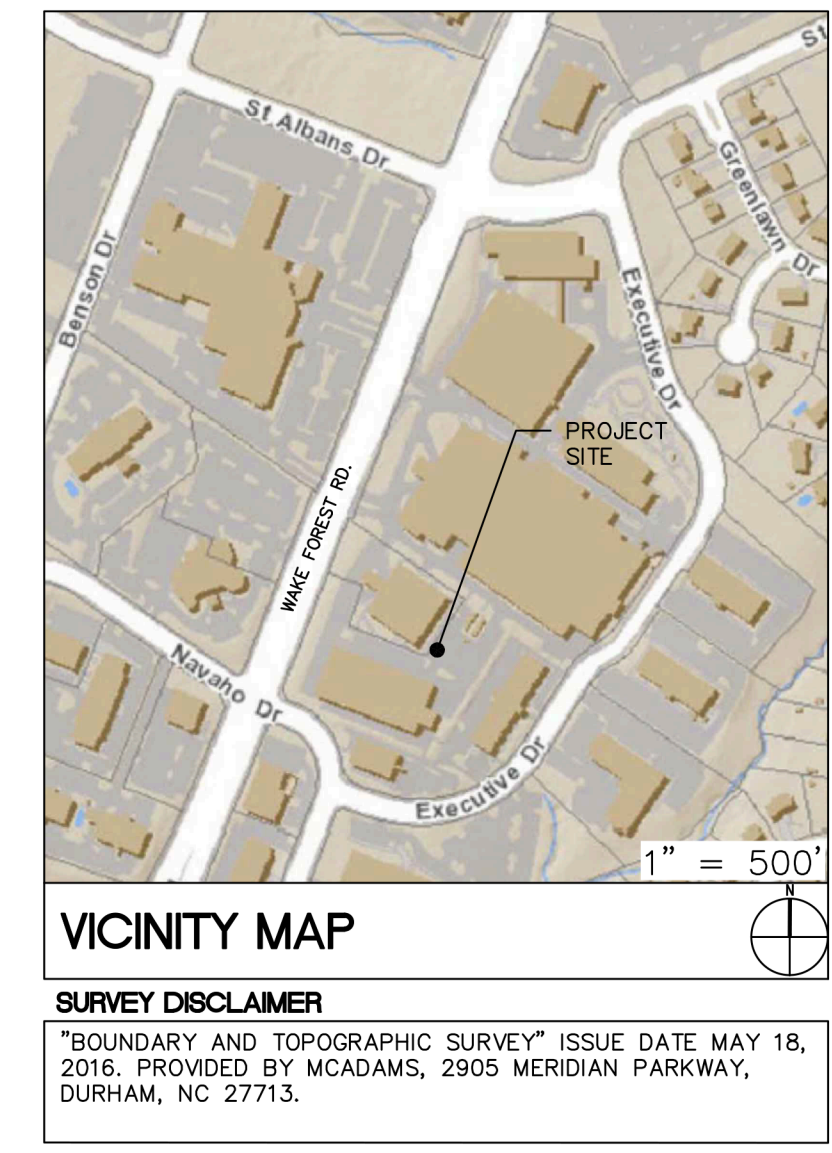 St
St Albans Dr
Greenlawn Dr
Benson Dr
Executive Dr
PROJECT
SITE
WAKE FOREST RD.
Navaho Dr
Executive Dr
1" = 500'
N
VICINITY MAP
SURVEY DISCLAIMER
"BOUNDARY AND TOPOGRAPHIC SURVEY" ISSUE DATE MAY 18,
2016. PROVIDED BY MCADAMS, 2905 MERIDIAN PARKWAY,
DURHAM, NC 27713.